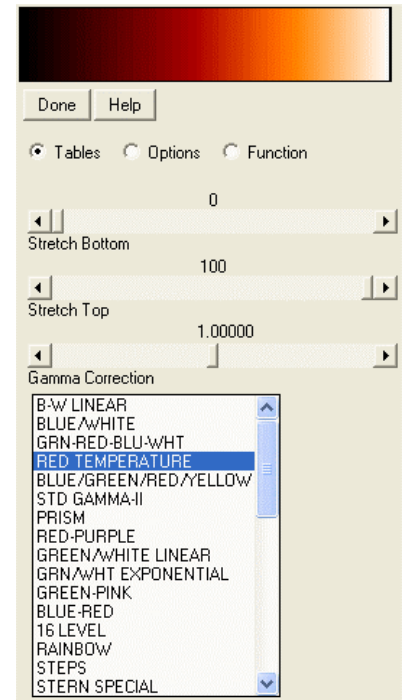 Done Help
Tables Options Function
0
Stretch Bottom
100
Stretch Top
1.00000
Gamma Correction
B-W LINEAR
BLUE/WHITE
GRN-RED-BLU-WHT
RED TEMPERATURE
BLUE/GREEN/RED/YELLOW
STD GAMMA-II
PRISM
RED-PURPLE
GREEN/WHITE LINEAR
GRN/WHT EXPONENTIAL
GREEN-PINK
BLUE-RED
16 LEVEL
RAINBOW
STEPS
STERN SPECIAL